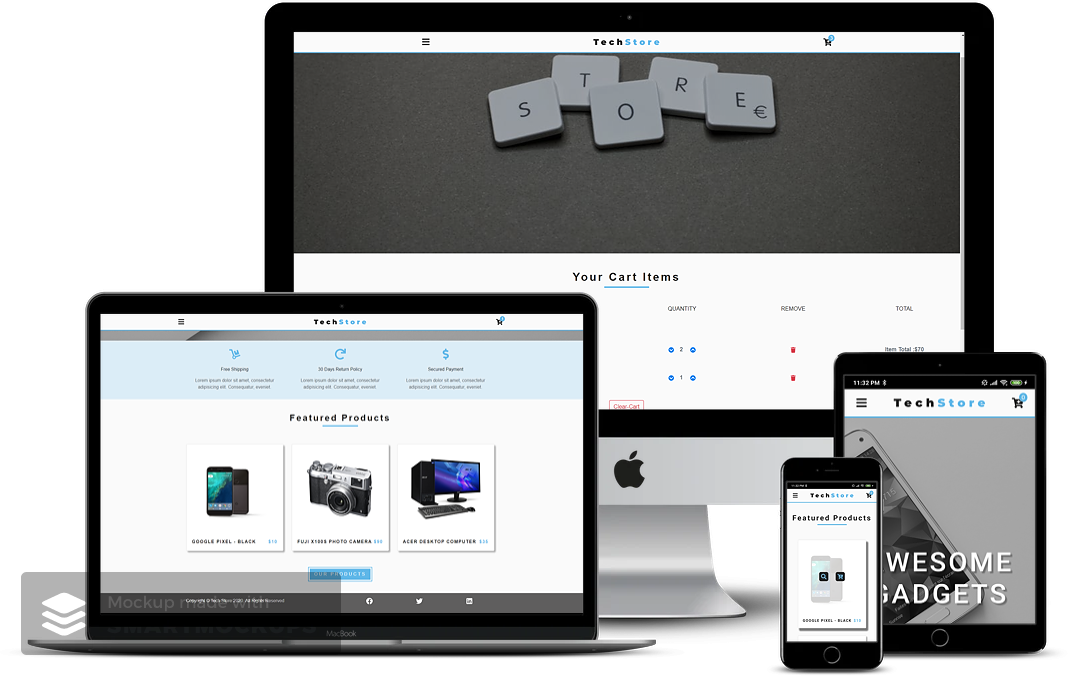 TechStore
3
S T O R E €
Your Cart Items
QUANTITY REMOVE TOTAL
2 Item Total :$70
1
Clear-Cart
TechStore
Free Shipping 30 Days Return Policy Secured Payment
Lorem ipsum dolor sit amet, consectetur Lorem ipsum dolor sit amet, consectetur Lorem ipsum dolor sit amet, consectetur
adipiscing elit. Consequatur, eveniet adipiscing elit. Consequatur, eveniet adipiscing elit. Consequatur, eveniet
Featured Products
GOOGLE PIXEL - BLACK $10 FUJI X100S PHOTO CAMERA ACER DESKTOP COMPUTER
OUR PRODUCTS
Copyright @ Tech Store 2020. All Rights Reserved
Mockup made with
SMARTMOCKUPS
MacBook
11:32 PM
TechStore
0
WESOME
GADGETS
TechStore
Featured Products
GOOGLE PIXEL - BLACK $10